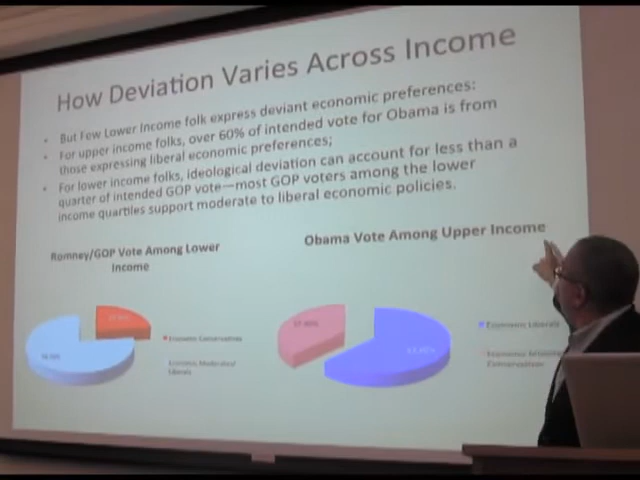 How Deviation Varies Across Income
• But Few Lower Income folk express deviant economic preferences:
• For upper income folks, over 60% of intended vote for Obama is from
those expressing liberal economic preferences;
• For lower income folks, ideological deviation can account for less than a
quarter of intended GOP vote—most GOP voters among the lower
income quartiles support moderate to liberal economic policies.
Romney/GOP Vote Among Lower
Income
Obama Vote Among Upper Income
Economic Conservatives
Economic Moderates/
Liberals
Economic Liberals
Economic
Conservatives